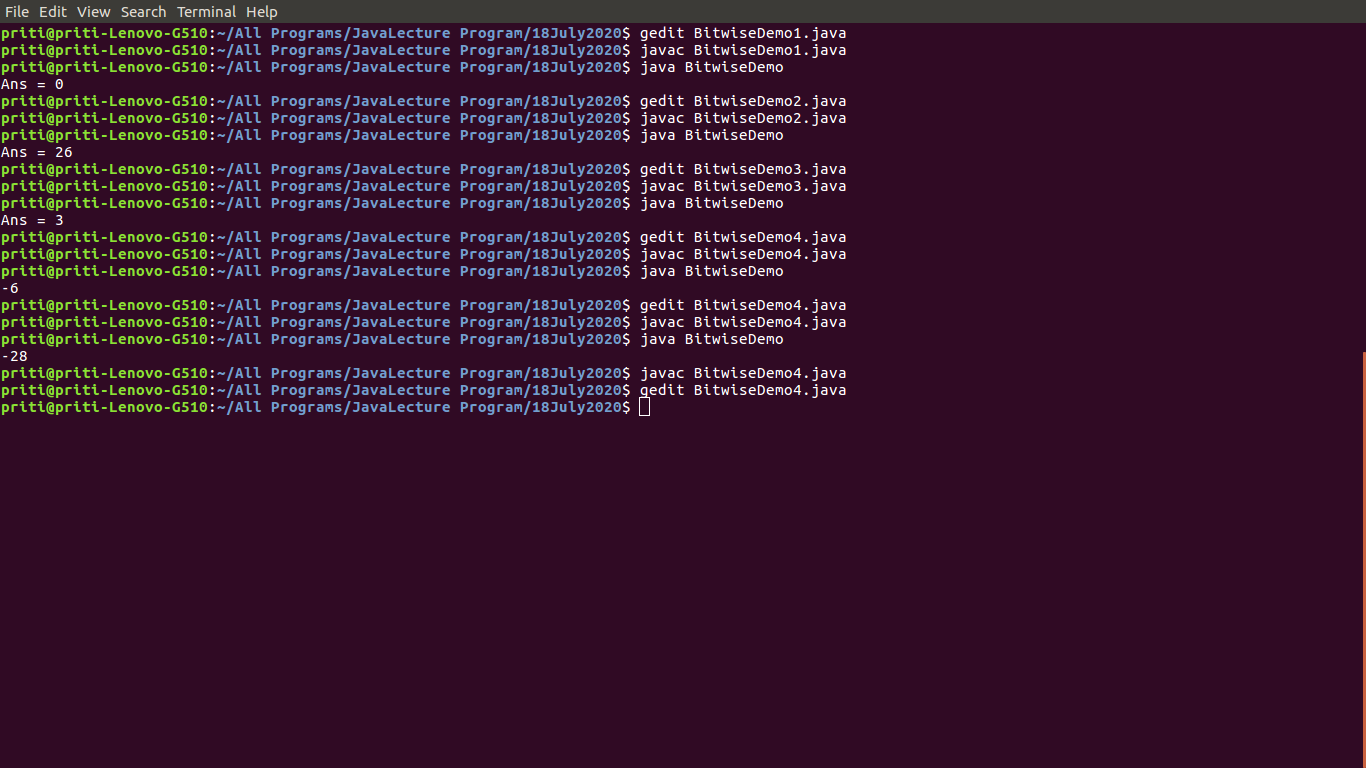 File Edit View Search Terminal Help
priti@priti-Lenovo-G510:~/All Programs/JavaLecture Program/18July2020$ gedit BitwiseDemo1.java
priti@priti-Lenovo-G510:~/All Programs/JavaLecture Program/18July2020$ javac BitwiseDemo1.java
priti@priti-Lenovo-G510:~/All Programs/JavaLecture Program/18July2020$ java BitwiseDemo
Ans = 0
priti@priti-Lenovo-G510:~/All Programs/JavaLecture Program/18July2020$ gedit BitwiseDemo2.java
priti@priti-Lenovo-G510:~/All Programs/JavaLecture Program/18July2020$ javac BitwiseDemo2.java
priti@priti-Lenovo-G510:~/All Programs/JavaLecture Program/18July2020$ java BitwiseDemo
Ans = 26
priti@priti-Lenovo-G510:~/All Programs/JavaLecture Program/18July2020$ gedit BitwiseDemo3.java
priti@priti-Lenovo-G510:~/All Programs/JavaLecture Program/18July2020$ javac BitwiseDemo3.java
priti@priti-Lenovo-G510:~/All Programs/JavaLecture Program/18July2020$ java BitwiseDemo
Ans = 3
priti@priti-Lenovo-G510:~/All Programs/JavaLecture Program/18July2020$ gedit BitwiseDemo4.java
priti@priti-Lenovo-G510:~/All Programs/JavaLecture Program/18July2020$ javac BitwiseDemo4.java
priti@priti-Lenovo-G510:~/All Programs/JavaLecture Program/18July2020$ java BitwiseDemo
-6
priti@priti-Lenovo-G510:~/All Programs/JavaLecture Program/18July2020$ gedit BitwiseDemo4.java
priti@priti-Lenovo-G510:~/All Programs/JavaLecture Program/18July2020$ javac BitwiseDemo4.java
priti@priti-Lenovo-G510:~/All Programs/JavaLecture Program/18July2020$ java BitwiseDemo
-28
priti@priti-Lenovo-G510:~/All Programs/JavaLecture Program/18July2020$ javac BitwiseDemo4.java
priti@priti-Lenovo-G510:~/All Programs/JavaLecture Program/18July2020$ gedit BitwiseDemo4.java
priti@priti-Lenovo-G510:~/All Programs/JavaLecture Program/18July2020$